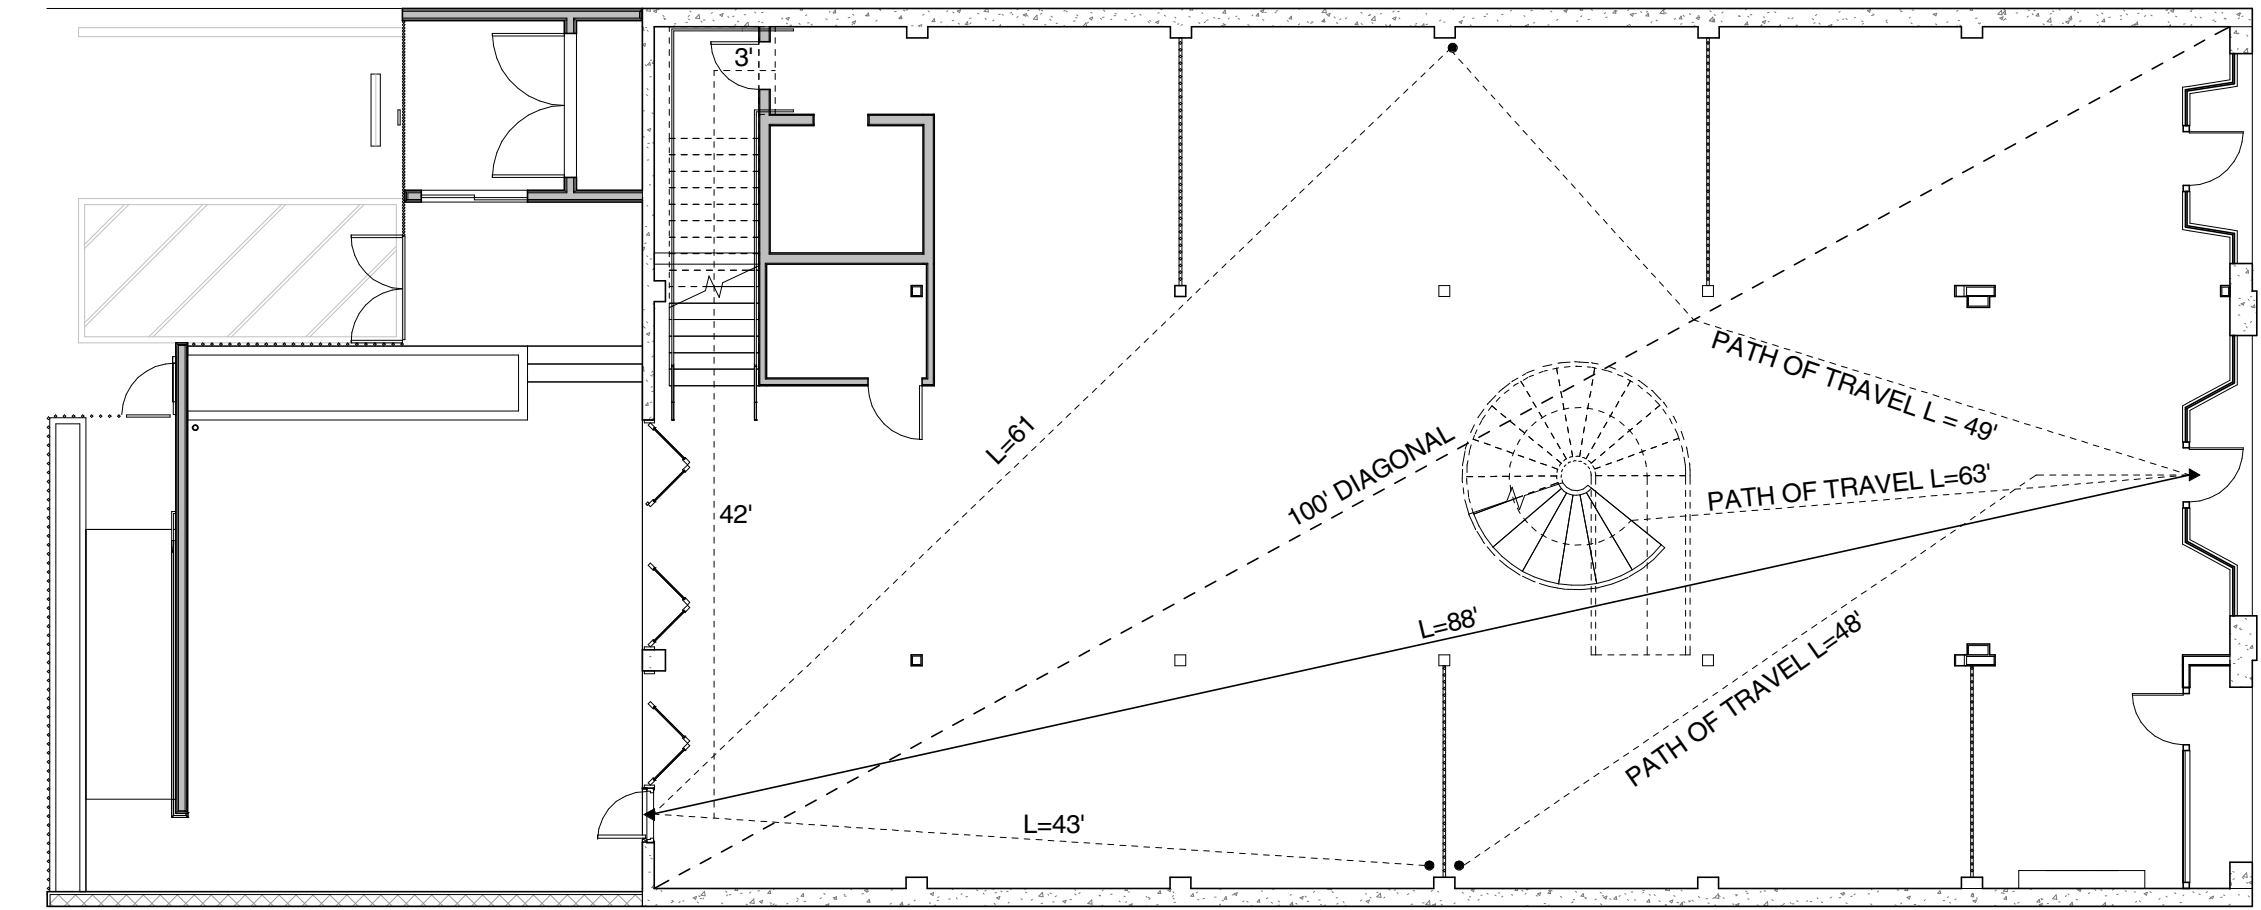 3'
PATH OF TRAVEL L = 49'
L=61
100' DIAGONAL
PATH OF TRAVEL L=63'
42'
L=88'
PATH OF TRAVEL L=48'
L=43'